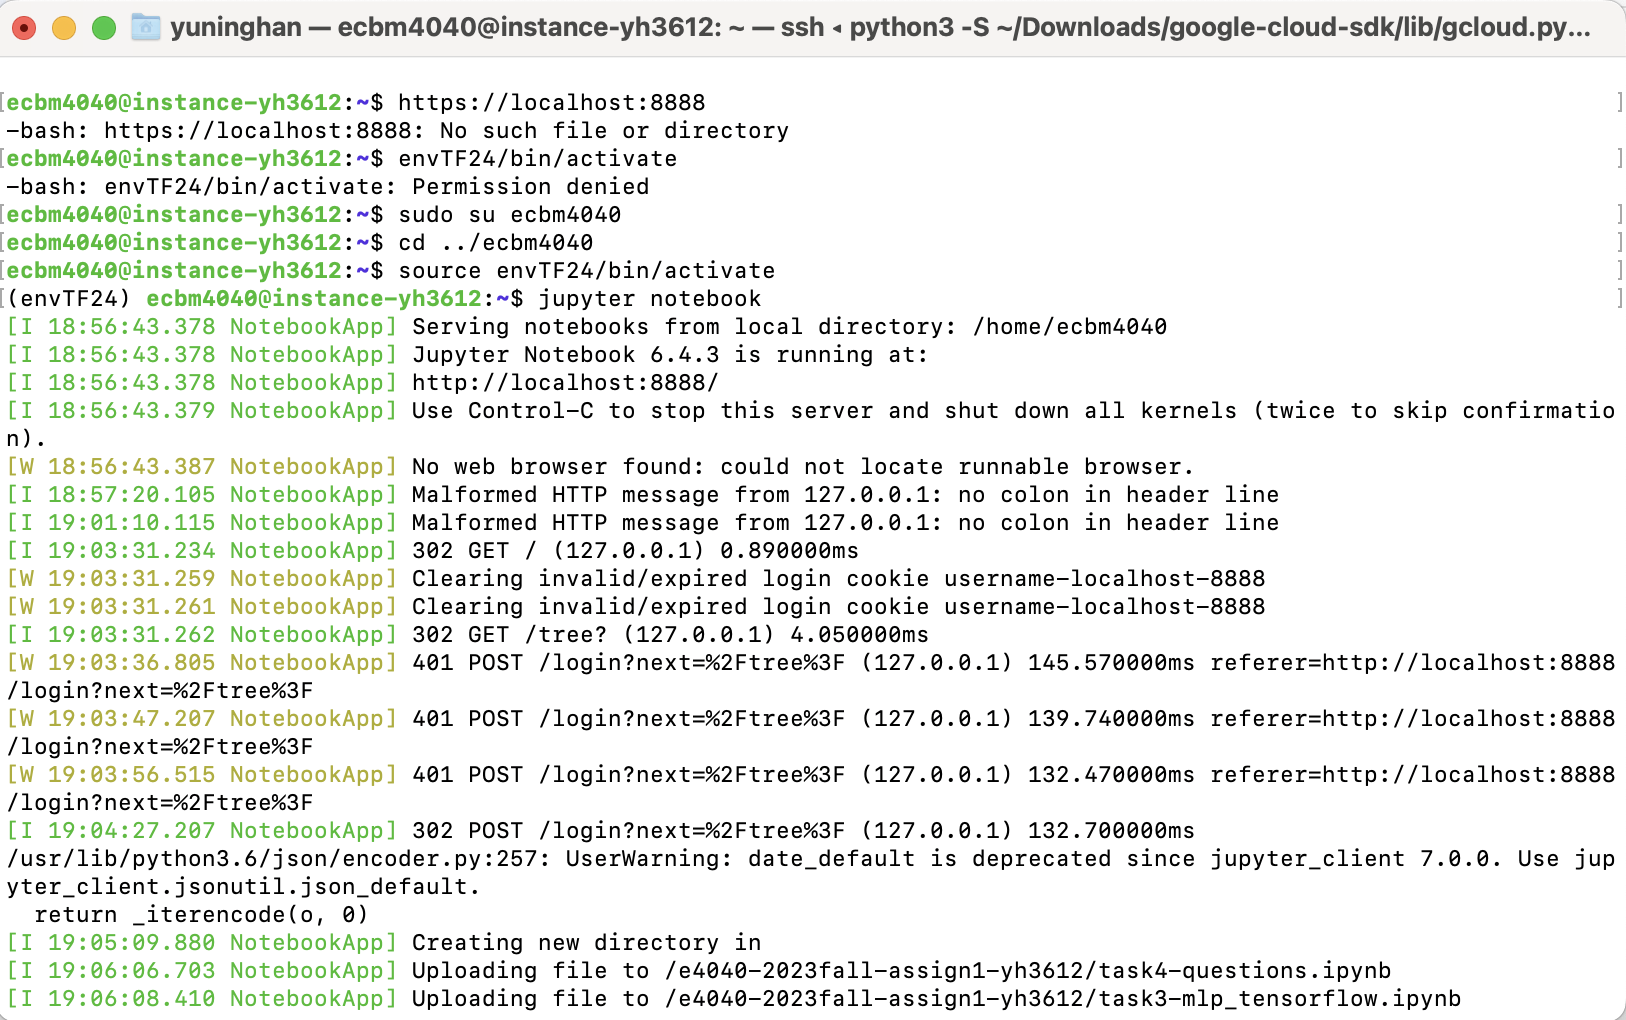 yuninghan — ecbm4040@instance-yh3612: ~ — ssh ◂ python3 -S ~/Downloads/google-cloud-sdk/lib/gcloud.py...
[ecbm4040@instance-yh3612:~$ https://localhost:8888 ]
-bash: https://localhost:8888: No such file or directory
[ecbm4040@instance-yh3612:~$ envTF24/bin/activate ]
-bash: envTF24/bin/activate: Permission denied
[ecbm4040@instance-yh3612:~$ sudo su ecbm4040 ]
[ecbm4040@instance-yh3612:~$ cd ../ecbm4040 ]
[ecbm4040@instance-yh3612:~$ source envTF24/bin/activate ]
[(envTF24) ecbm4040@instance-yh3612:~$ jupyter notebook ]
[I 18:56:43.378 NotebookApp] Serving notebooks from local directory: /home/ecbm4040
[I 18:56:43.378 NotebookApp] Jupyter Notebook 6.4.3 is running at:
[I 18:56:43.378 NotebookApp] http://localhost:8888/
[I 18:56:43.379 NotebookApp] Use Control-C to stop this server and shut down all kernels (twice to skip confirmatio
n).
[W 18:56:43.387 NotebookApp] No web browser found: could not locate runnable browser.
[I 18:57:20.105 NotebookApp] Malformed HTTP message from 127.0.0.1: no colon in header line
[I 19:01:10.115 NotebookApp] Malformed HTTP message from 127.0.0.1: no colon in header line
[I 19:03:31.234 NotebookApp] 302 GET / (127.0.0.1) 0.890000ms
[W 19:03:31.259 NotebookApp] Clearing invalid/expired login cookie username-localhost-8888
[W 19:03:31.261 NotebookApp] Clearing invalid/expired login cookie username-localhost-8888
[I 19:03:31.262 NotebookApp] 302 GET /tree? (127.0.0.1) 4.050000ms
[W 19:03:36.805 NotebookApp] 401 POST /login?next=%2Ftree%3F (127.0.0.1) 145.570000ms referer=http://localhost:8888
/login?next=%2Ftree%3F
[W 19:03:47.207 NotebookApp] 401 POST /login?next=%2Ftree%3F (127.0.0.1) 139.740000ms referer=http://localhost:8888
/login?next=%2Ftree%3F
[W 19:03:56.515 NotebookApp] 401 POST /login?next=%2Ftree%3F (127.0.0.1) 132.470000ms referer=http://localhost:8888
/login?next=%2Ftree%3F
[I 19:04:27.207 NotebookApp] 302 POST /login?next=%2Ftree%3F (127.0.0.1) 132.700000ms
/usr/lib/python3.6/json/encoder.py:257: UserWarning: date_default is deprecated since jupyter_client 7.0.0. Use jup
yter_client.jsonutil.json_default.
  return _iterencode(o, 0)
[I 19:05:09.880 NotebookApp] Creating new directory in
[I 19:06:06.703 NotebookApp] Uploading file to /e4040-2023fall-assign1-yh3612/task4-questions.ipynb
[I 19:06:08.410 NotebookApp] Uploading file to /e4040-2023fall-assign1-yh3612/task3-mlp_tensorflow.ipynb